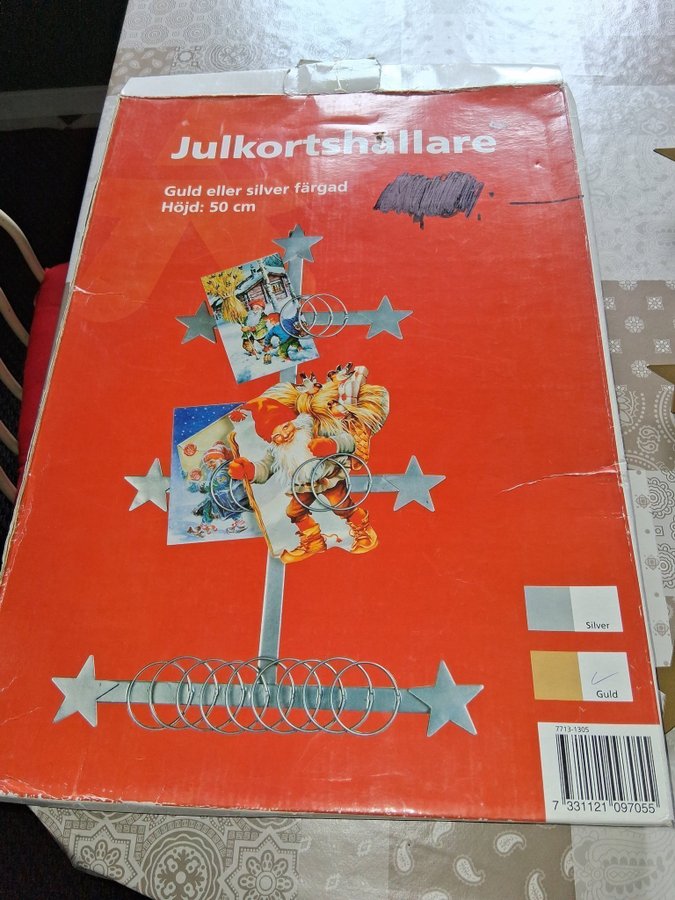 Julkortshållare
Guld eller silver färgad
Höjd: 50 cm
Silver
Guld
7713-1305
7 331121 097055